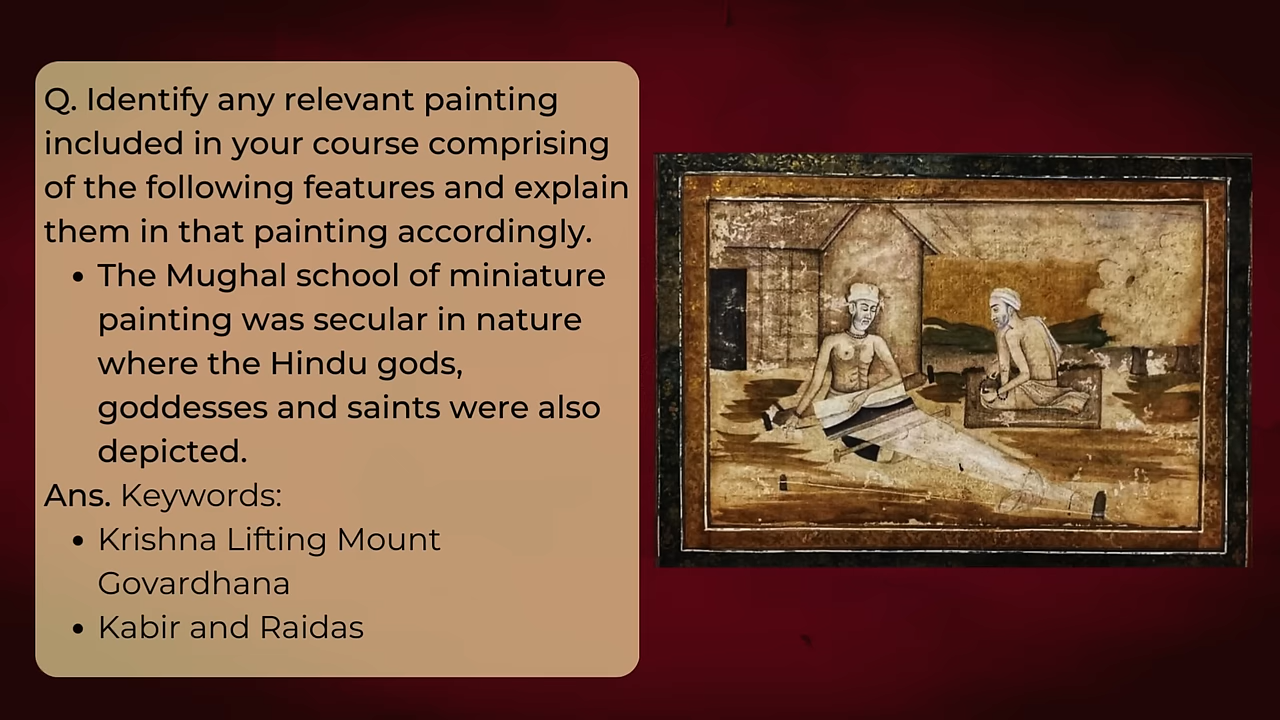 Q. Identify any relevant painting
included in your course comprising
of the following features and explain
them in that painting accordingly.
• The Mughal school of miniature
painting was secular in nature
where the Hindu gods,
goddesses and saints were also
depicted.
Ans. Keywords:
• Krishna Lifting Mount
Govardhana
• Kabir and Raidas